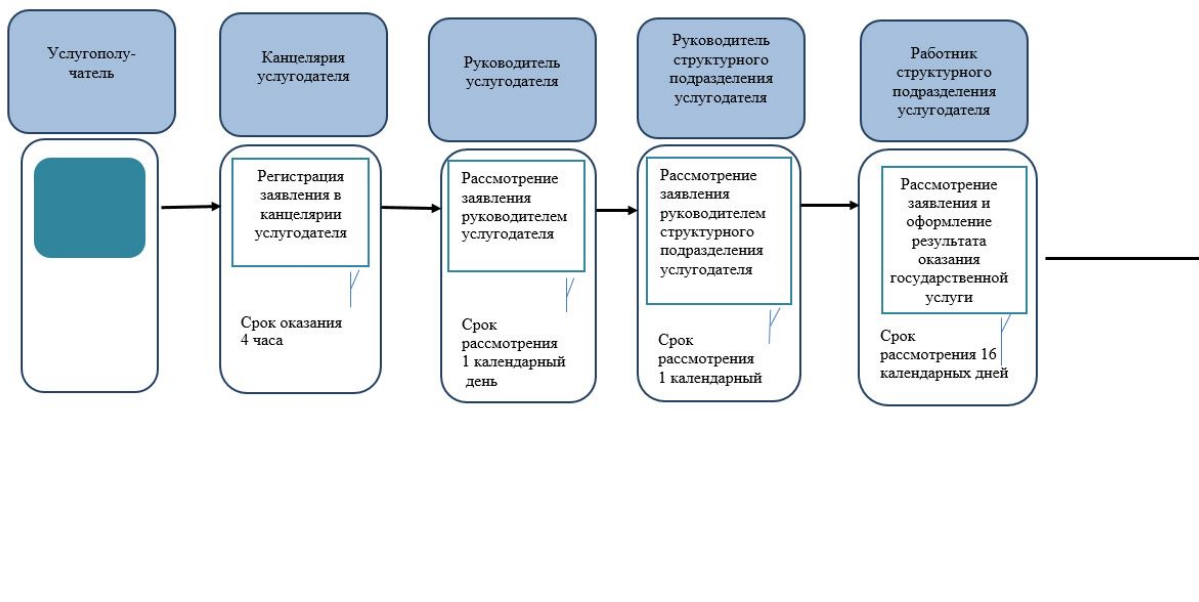 Услугополу-
чатель
Канцелярия
услугодателя
Руководитель
услугодателя
Руководитель
структурного
подразделения
услугодателя
Работник
структурного
подразделения
услугодателя
Регистрация
заявления в
канцелярии
услугодателя
Срок оказания
4 часа
Рассмотрение
заявления
руководителем
услугодателя
Срок
рассмотрения
1 календарный
день
Рассмотрение
заявления
руководителем
структурного
подразделения
услугодателя
Срок
рассмотрения
1 календарный
Рассмотрение
заявления и
оформление
результата
оказания
государственной
услуги
Срок
рассмотрения 16
календарных дней